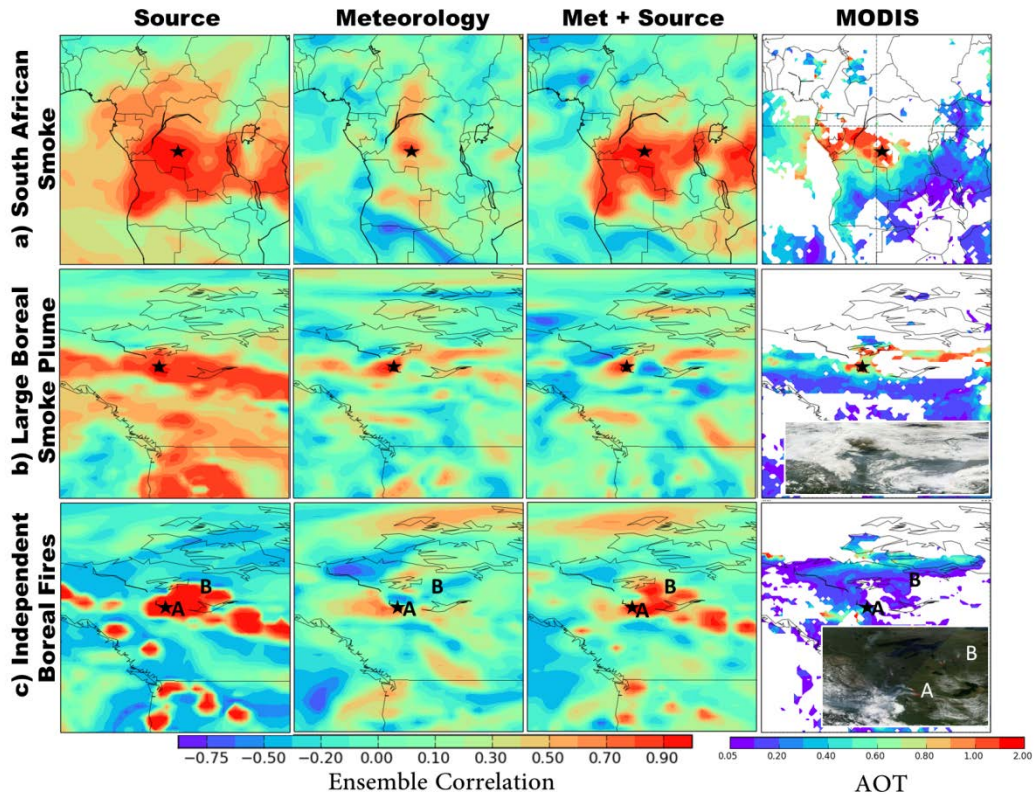 Source Meteorology Met + Source MODIS
a) South African
Smoke
b) Large Boreal
Smoke Plume
c) Independent
Boreal Fires
B
A
B
A
B
A
B
A
B
A
−0.75 −0.50 −0.20 0.00 0.10 0.30 0.50 0.70 0.90
Ensemble Correlation
0.05 0.20 0.40 0.60 0.80 1.00 2.00
AOT